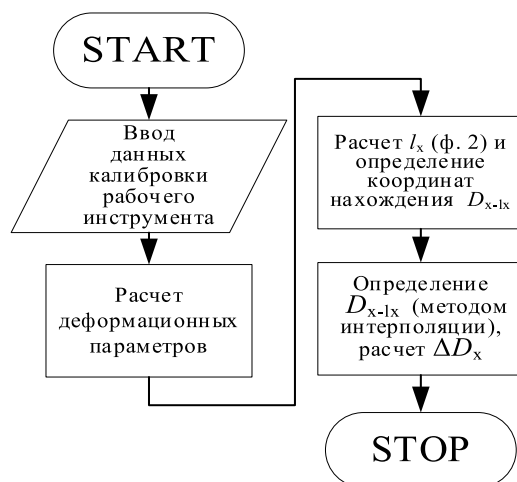 START
Ввод
данных
калибровки
рабочего
инструмента
Расчет
деформационных
параметров
Расчет lx (ф. 2) и
определение
координат
нахождения Dx-lx
Определение
Dx-lx (методом
интерполяции),
расчет ΔDx
STOP